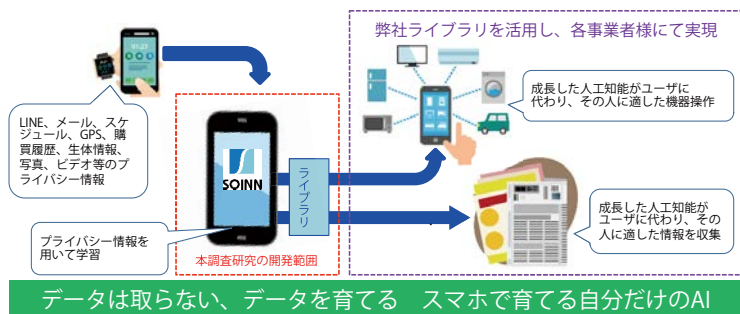 弊社ライブラリを活用し、各事業者様にて実現
LINE、メール、スケ
ジュール、GPS、購
買履歴、生体情報、
写真、ビデオ等のプ
ライバシー情報
成長した人工知能がユーザに
代わり、その人に適した機器操作
SOINN
ライブラリ
プライバシー情報を
用いて学習
本調査研究の開発範囲
成長した人工知能が
ユーザに代わり、その
人に適した情報を収集
データは取らない、データを育てる　スマホで育てる自分だけのAI